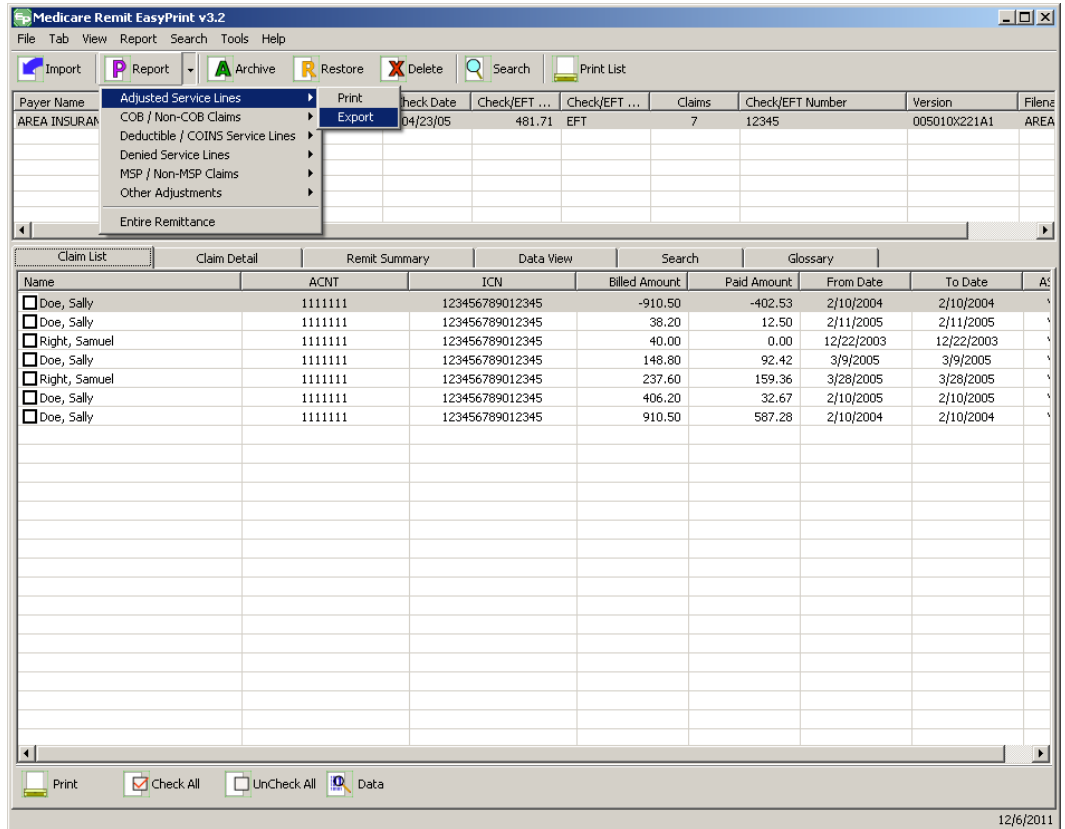 Medicare Remit EasyPrint v3.2
File Tab View Report Search Tools Help
Import Report Archive Restore Delete Search Print List
Payer Name Check Date Check/EFT ... Check/EFT ... Claims Check/EFT Number Version Filena
AREA INSURAN 04/23/05 481.71 EFT 7 12345 005010X221A1 AREA
Adjusted Service Lines
COB / Non-COB Claims
Deductible / COINS Service Lines
Denied Service Lines
MSP / Non-MSP Claims
Other Adjustments
Entire Remittance
Print
Export
Claim List Claim Detail Remit Summary Data View Search Glossary
Name ACNT ICN Billed Amount Paid Amount From Date To Date AS
Doe, Sally 1111111 123456789012345 -910.50 -402.53 2/10/2004 2/10/2004
Doe, Sally 1111111 123456789012345 38.20 12.50 2/11/2005 2/11/2005
Right, Samuel 1111111 123456789012345 40.00 0.00 12/22/2003 12/22/2003
Doe, Sally 1111111 123456789012345 148.80 92.42 3/9/2005 3/9/2005
Right, Samuel 1111111 123456789012345 237.60 159.36 3/28/2005 3/28/2005
Doe, Sally 1111111 123456789012345 406.20 32.67 2/10/2005 2/10/2005
Doe, Sally 1111111 123456789012345 910.50 587.28 2/10/2004 2/10/2004
Print Check All UnCheck All Data
12/6/2011